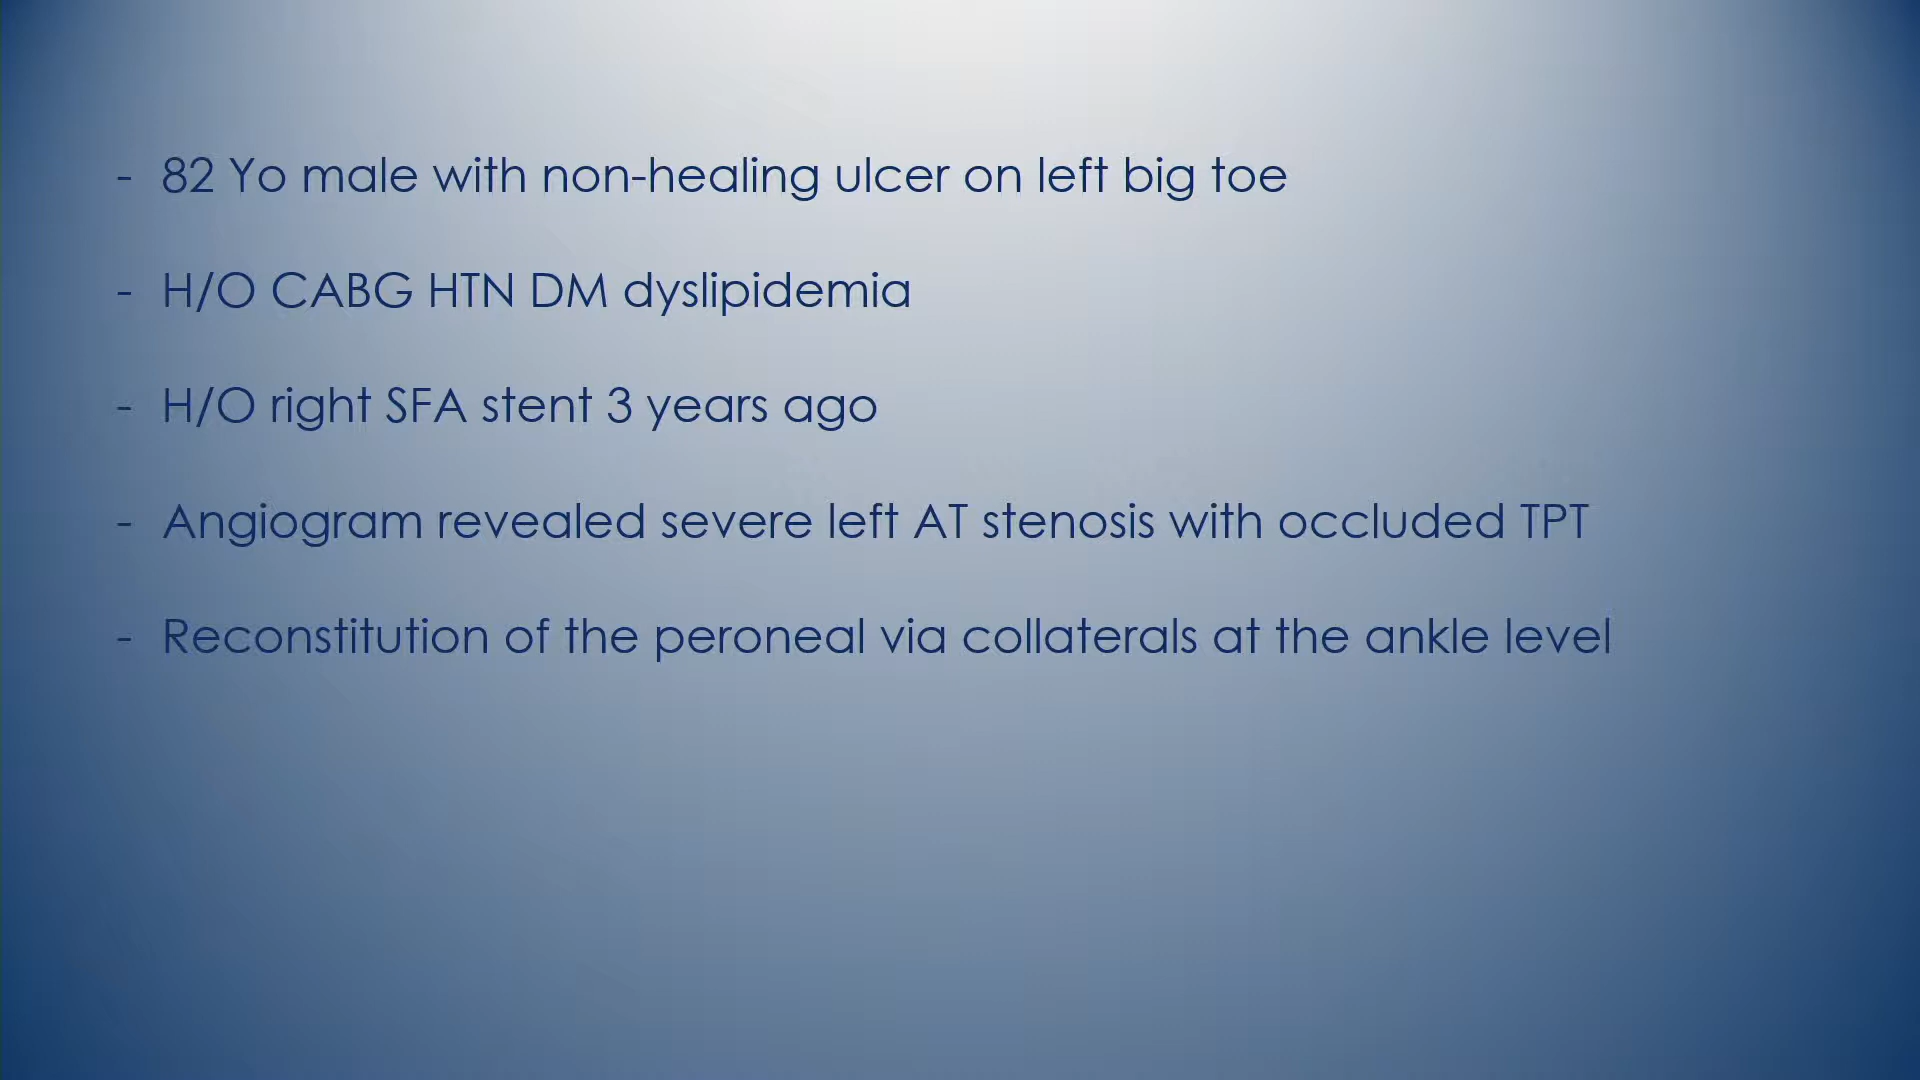 - 82 Yo male with non-healing ulcer on left big toe
- H/O CABG HTN DM dyslipidemia
- H/O right SFA stent 3 years ago
- Angiogram revealed severe left AT stenosis with occluded TPT
- Reconstitution of the peroneal via collaterals at the ankle level